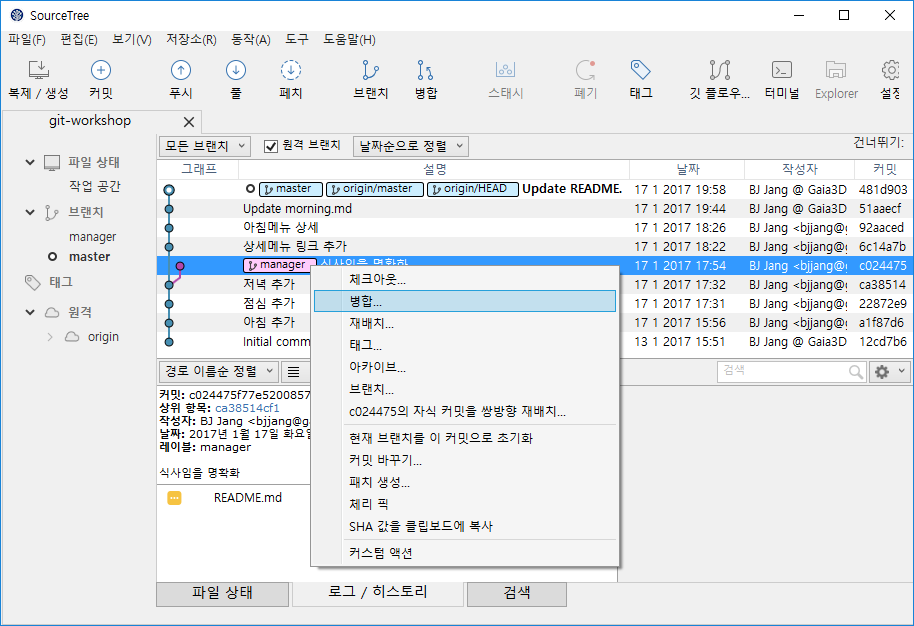 SourceTree
파일(F) 편집(E) 보기(V) 저장소(R) 동작(A) 도구 도움말(H)
복제 / 생성 커밋 푸시 풀 패치 브랜치 병합 스태시 폐기 태그 깃 플로우... 터미널 Explorer 설정
git-workshop
모든 브랜치 원격 브랜치 날짜순으로 정렬 건너뛰기:
파일 상태
작업 공간
브랜치
manager
master
태그
원격
origin
그래프 설명 날짜 작성자 커밋
master origin/master origin/HEAD Update README. 17 1 2017 19:58 BJ Jang @ Gaia3D 481d903
Update morning.md 17 1 2017 19:44 BJ Jang @ Gaia3D 51aaecf
아침메뉴 상세 17 1 2017 18:26 BJ Jang <bjjang@g 92aaced
상세메뉴 링크 추가 17 1 2017 18:22 BJ Jang <bjjang@g 6c14a7b
manager 식사임을 명확화 17 1 2017 17:54 BJ Jang <bjjang@g c024475
저녁 추가 17 1 2017 17:32 BJ Jang <bjjang@g ca38514
점심 추가 17 1 2017 17:31 BJ Jang <bjjang@g 22872e9
아침 추가 17 1 2017 15:56 BJ Jang <bjjang@g a1f87d6
Initial comm 13 1 2017 15:51 BJ Jang @ Gaia3D 12cd7b6
체크아웃...
병합...
재배치...
태그...
아카이브...
브랜치...
c024475의 자식 커밋을 쌍방향 재배치...
현재 브랜치를 이 커밋으로 초기화
커밋 바꾸기...
패치 생성...
체리 픽
SHA 값을 클립보드에 복사
커스텀 액션
경로 이름순 정렬 검색
커밋: c024475f77e5200857
상위 항목: ca38514cf1
작성자: BJ Jang <bjjang@ga
날짜: 2017년 1월 17일 화요일
레이블: manager
식사임을 명확화
README.md
파일 상태 로그 / 히스토리 검색